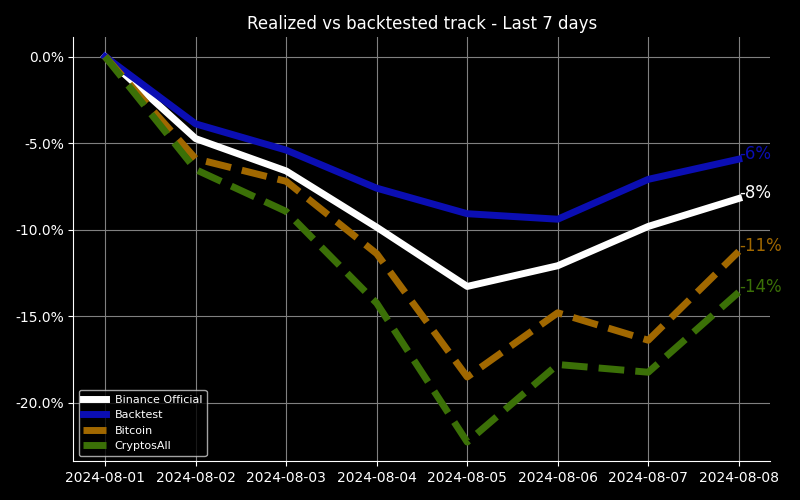 Realized vs backtested track - Last 7 days
0.0%
-5.0%
-10.0%
-15.0%
-20.0%
-6%
-8%
-11%
-14%
Binance Official
Backtest
Bitcoin
CryptosAll
2024-08-01 2024-08-02 2024-08-03 2024-08-04 2024-08-05 2024-08-06 2024-08-07 2024-08-08